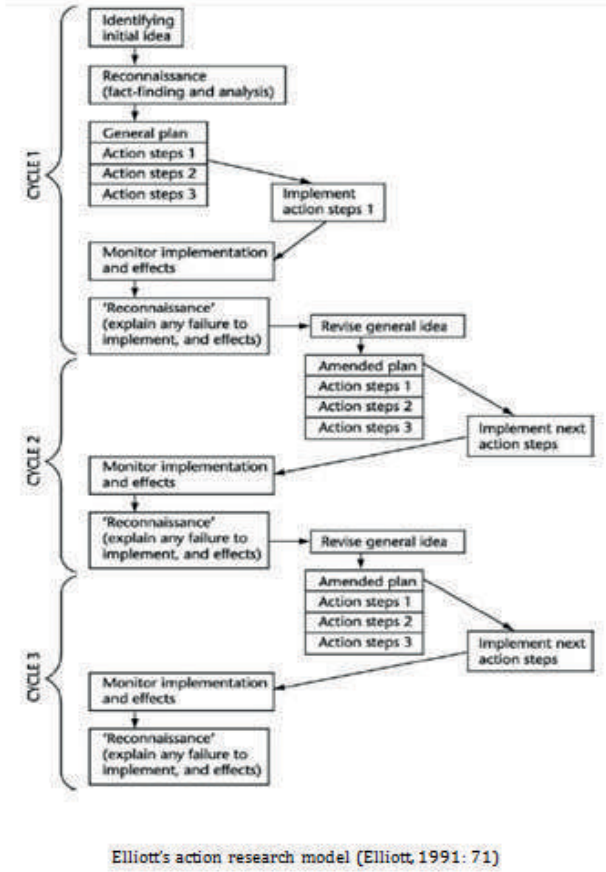 Identifying
initial idea
Reconnaissance
(fact-finding and analysis)
General plan
Action steps 1
Action steps 2
Action steps 3
Implement
action steps 1
Monitor implementation
and effects
'Reconnaissance'
(explain any failure to
implement, and effects)
CYCLE 1
Revise general idea
Amended plan
Action steps 1
Action steps 2
Action steps 3
Implement next
action steps
Monitor implementation
and effects
'Reconnaissance'
(explain any failure to
implement, and effects)
CYCLE 2
Revise general idea
Amended plan
Action steps 1
Action steps 2
Action steps 3
Implement next
action steps
Monitor implementation
and effects
'Reconnaissance'
(explain any failure to
implement, and effects)
CYCLE 3
Elliott's action research model (Elliott, 1991: 71)